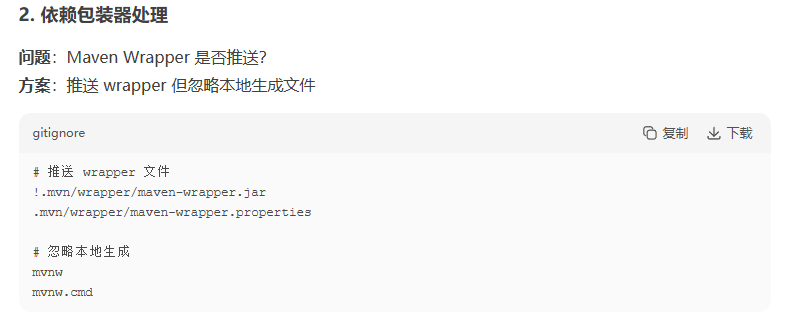 2. 依赖包装器处理
问题：Maven Wrapper 是否推送？
方案：推送 wrapper 但忽略本地生成文件
gitignore 复制 下载
# 推送 wrapper 文件
!.mvn/wrapper/maven-wrapper.jar
.mvn/wrapper/maven-wrapper.properties
# 忽略本地生成
mvnw
mvnw.cmd